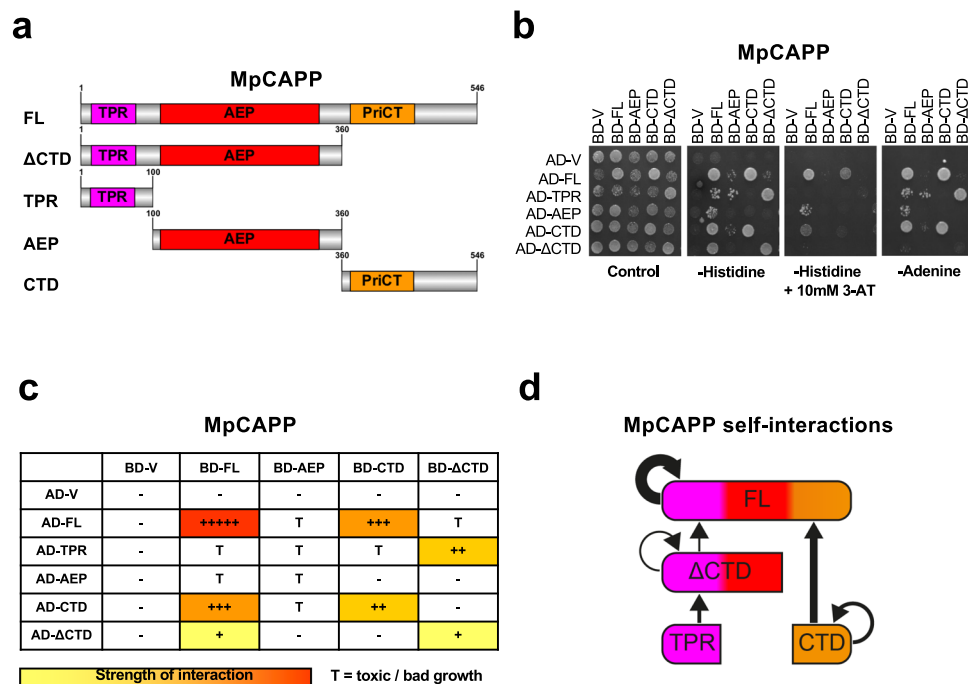 a
MpCAPP
1
546
FL
TPR
AEP
PriCT
1
360
ΔCTD
TPR
AEP
1
100
TPR
TPR
100
360
AEP
AEP
360
546
CTD
PriCT
b
MpCAPP
BD-V
BD-FL
BD-AEP
BD-CTD
BD-ΔCTD
BD-V
BD-FL
BD-AEP
BD-CTD
BD-ΔCTD
BD-V
BD-FL
BD-AEP
BD-CTD
BD-ΔCTD
AD-V
AD-FL
AD-TPR
AD-AEP
AD-CTD
AD-ΔCTD
Control
-Histidine
-Histidine
+ 10mM 3-AT
-Adenine
BD-V
BD-FL
BD-AEP
BD-CTD
BD-ΔCTD
c
MpCAPP
BD-V BD-FL BD-AEP BD-CTD BD-ΔCTD
AD-V - - - - -
AD-FL - +++++ T +++ T
AD-TPR - T T T ++
AD-AEP - T T - -
AD-CTD - +++ T ++ -
AD-ΔCTD - + - - +
Strength of interaction
T = toxic / bad growth
d
MpCAPP self-interactions
FL
ΔCTD
TPR
CTD